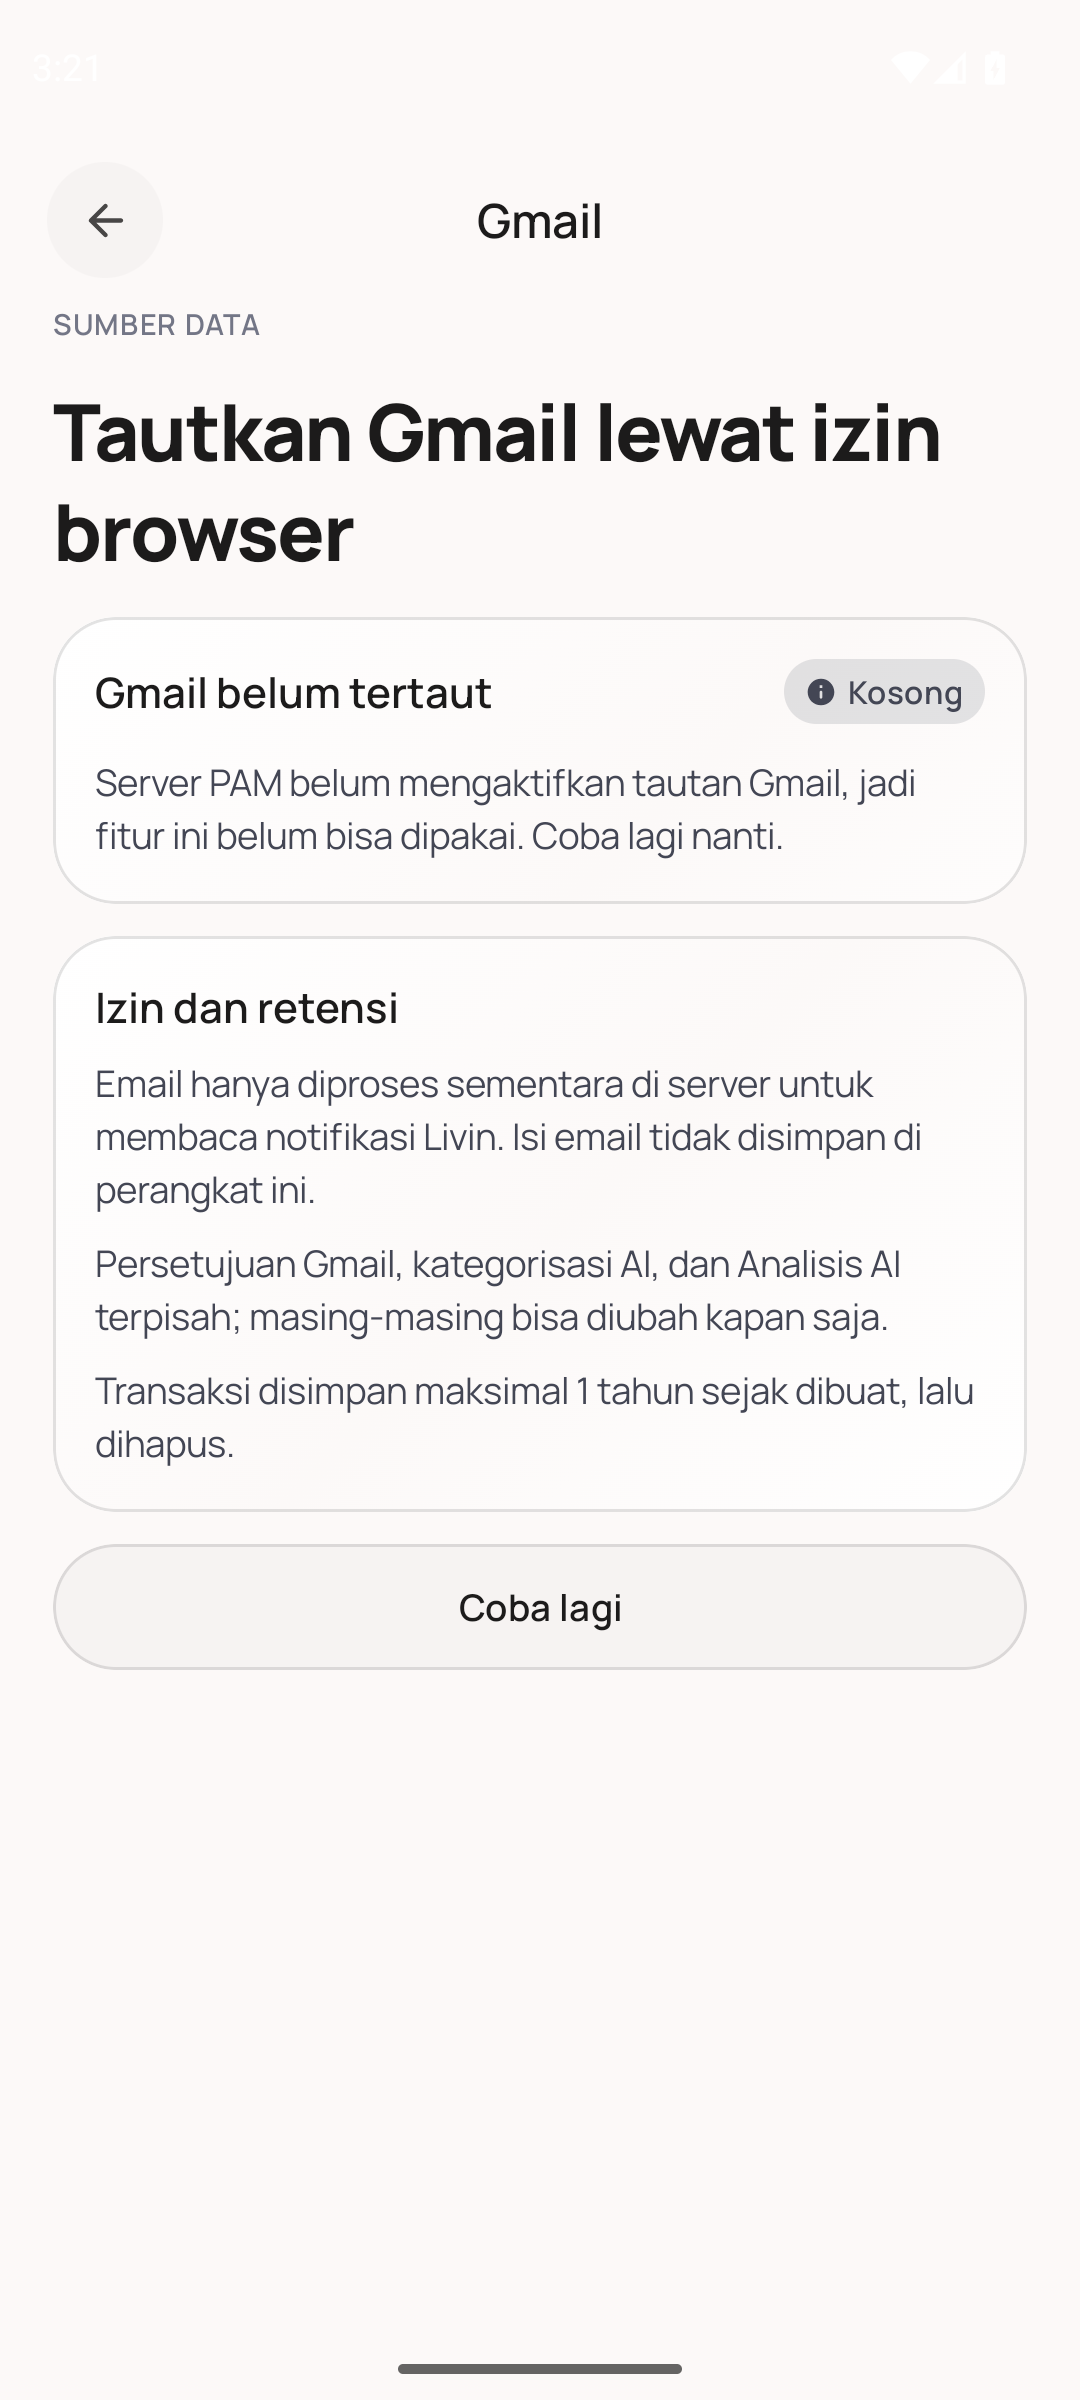 3:21
Gmail
SUMBER DATA
Tautkan Gmail lewat izin
browser
Gmail belum tertaut
Kosong
Server PAM belum mengaktifkan tautan Gmail, jadi
fitur ini belum bisa dipakai. Coba lagi nanti.
Izin dan retensi
Email hanya diproses sementara di server untuk
membaca notifikasi Livin. Isi email tidak disimpan di
perangkat ini.
Persetujuan Gmail, kategorisasi AI, dan Analisis AI
terpisah; masing-masing bisa diubah kapan saja.
Transaksi disimpan maksimal 1 tahun sejak dibuat, lalu
dihapus.
Coba lagi